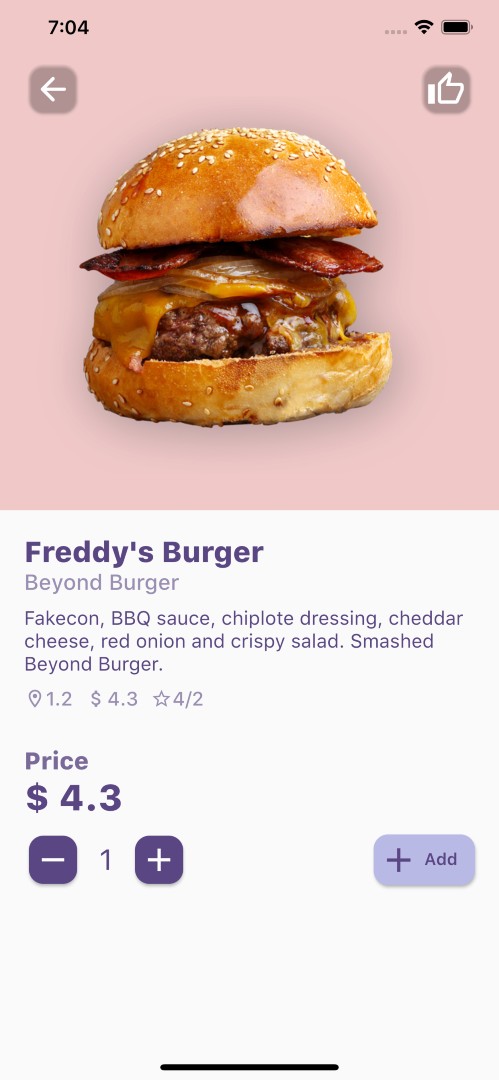 7:04
Freddy's Burger
Beyond Burger
Fakecon, BBQ sauce, chiplote dressing, cheddar
cheese, red onion and crispy salad. Smashed
Beyond Burger.
1.2 $ 4.3 4/2
Price
$ 4.3
1
Add